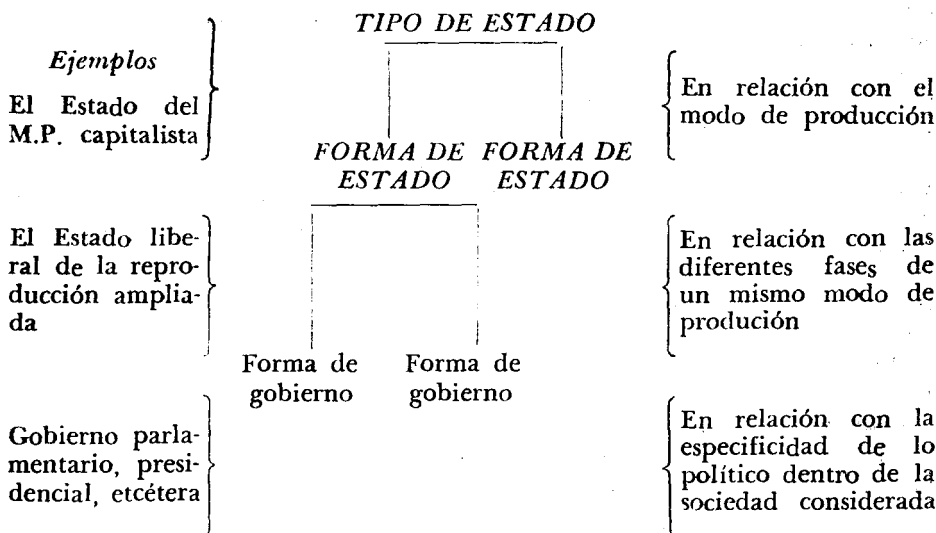 TIPO DE ESTADO
Ejemplos
El Estado del
M.P. capitalista
En relación con el
modo de producción
FORMA DE
ESTADO
FORMA DE
ESTADO
El Estado libe-
ral de la repro-
ducción amplia-
da
En relación con las
diferentes fases de
un mismo modo de
produción
Forma de
gobierno
Forma de
gobierno
Gobierno parla-
mentario, presi-
dencial, etcétera
En relación con la
especificidad de lo
político dentro de la
sociedad considerada